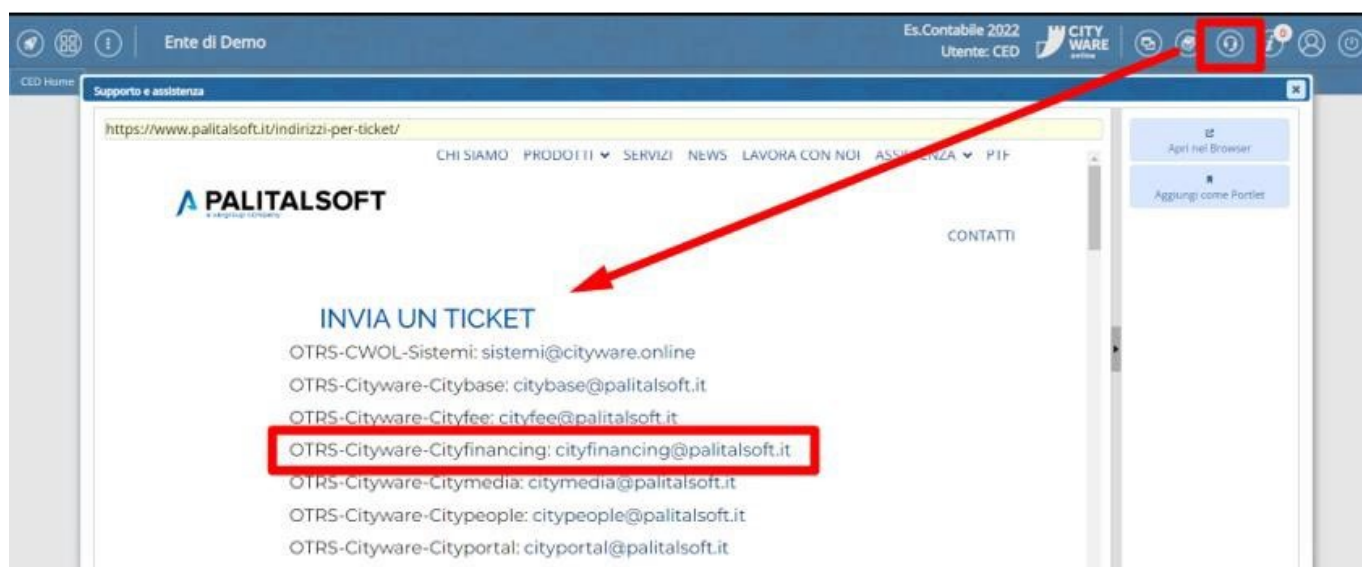 Ente di Demo
Es.Contabile 2022
Utente: CED
CITY
WARE
online
0
CED Home
Supporto e assistenza
https://www.palitalsoft.it/indirizzi-per-ticket/
CHI SIAMO PRODOTTI SERVIZI NEWS LAVORA CON NOI ASSISTENZA PTF
PALITALSOFT
CONTATTI
Apri nel Browser
Aggiungi come Portlet
INVIA UN TICKET
OTRS-CWOL-Sistemi: sistemi@cityware.online
OTRS-Cityware-Citybase: citybase@palitalsoft.it
OTRS-Cityware-Cityfee: cityfee@palitalsoft.it
OTRS-Cityware-Cityfinancing: cityfinancing@palitalsoft.it
OTRS-Cityware-Citymedia: citymedia@palitalsoft.it
OTRS-Cityware-Citypeople: citypeople@palitalsoft.it
OTRS-Cityware-Cityportal: cityportal@palitalsoft.it